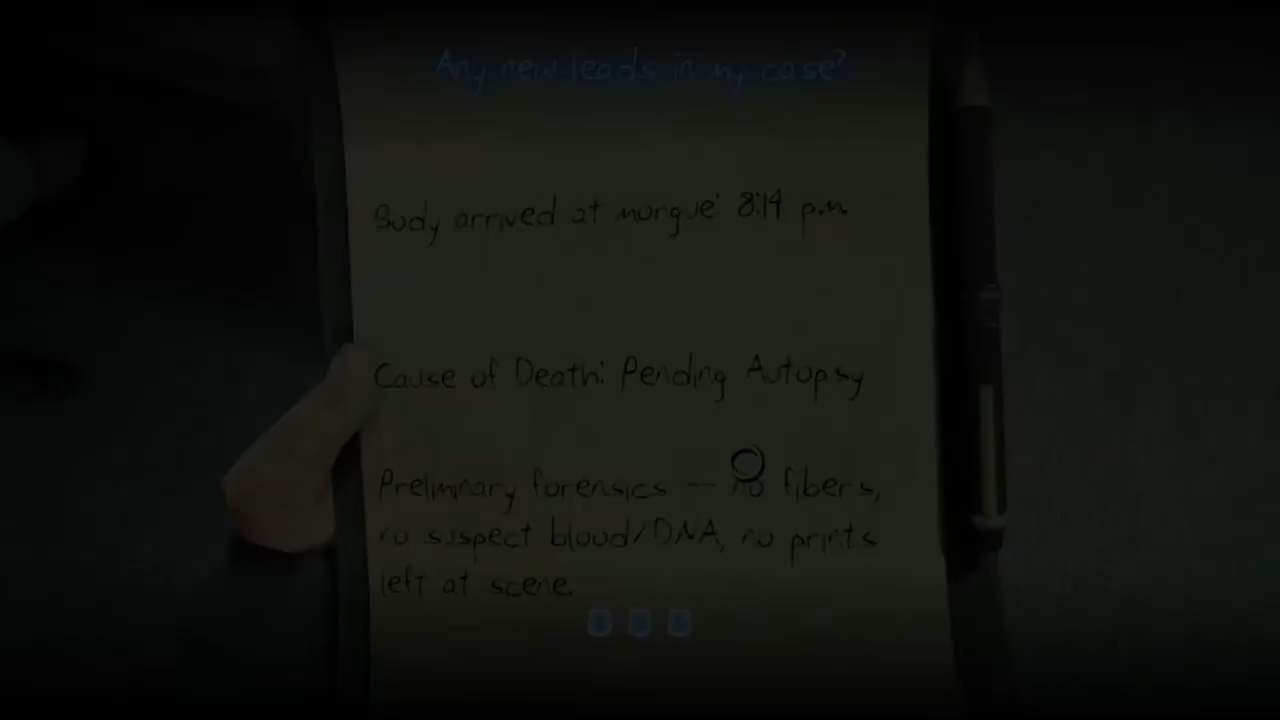 Any new leads in my case?
Body arrived at morgue: 8:14 p.m.
Cause of Death: Pending Autopsy
Preliminary forensics — no fibers,
no suspect blood/DNA, no prints
left at scene.